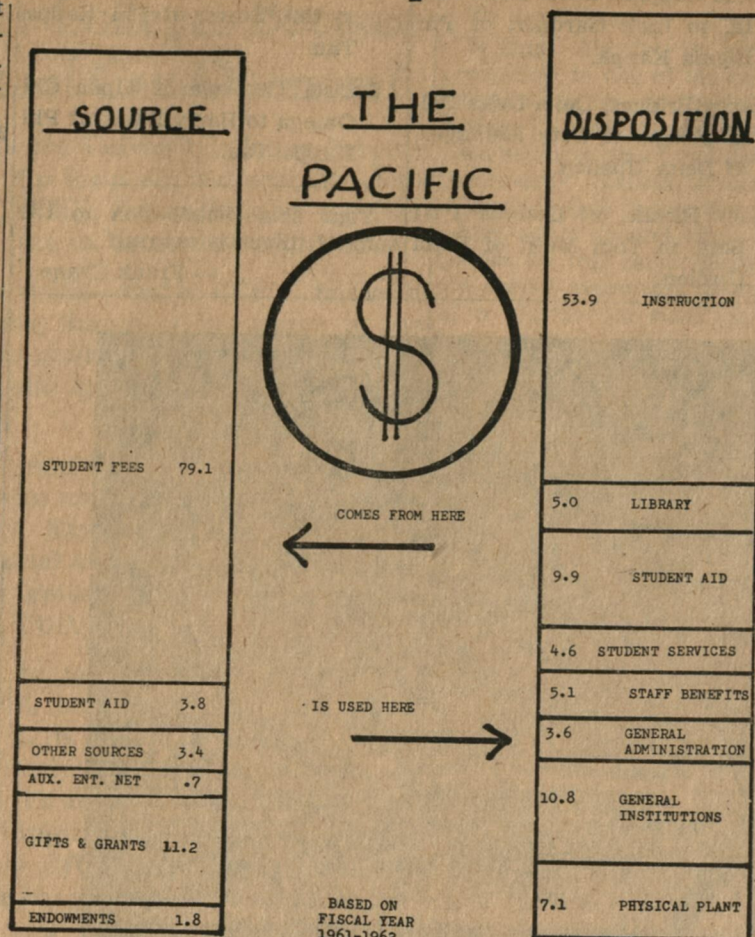 SOURCE
STUDENT FEES 79.1
STUDENT AID 3.8
OTHER SOURCES 3.4
AUX. ENT. NET .7
GIFTS & GRANTS 11.2
ENDOWMENTS 1.8
THE
PACIFIC
$
COMES FROM HERE
IS USED HERE
BASED ON
FISCAL YEAR
1961-1962
DISPOSITION
53.9 INSTRUCTION
5.0 LIBRARY
9.9 STUDENT AID
4.6 STUDENT SERVICES
5.1 STAFF BENEFITS
3.6 GENERAL
ADMINISTRATION
10.8 GENERAL
INSTITUTIONS
7.1 PHYSICAL PLANT